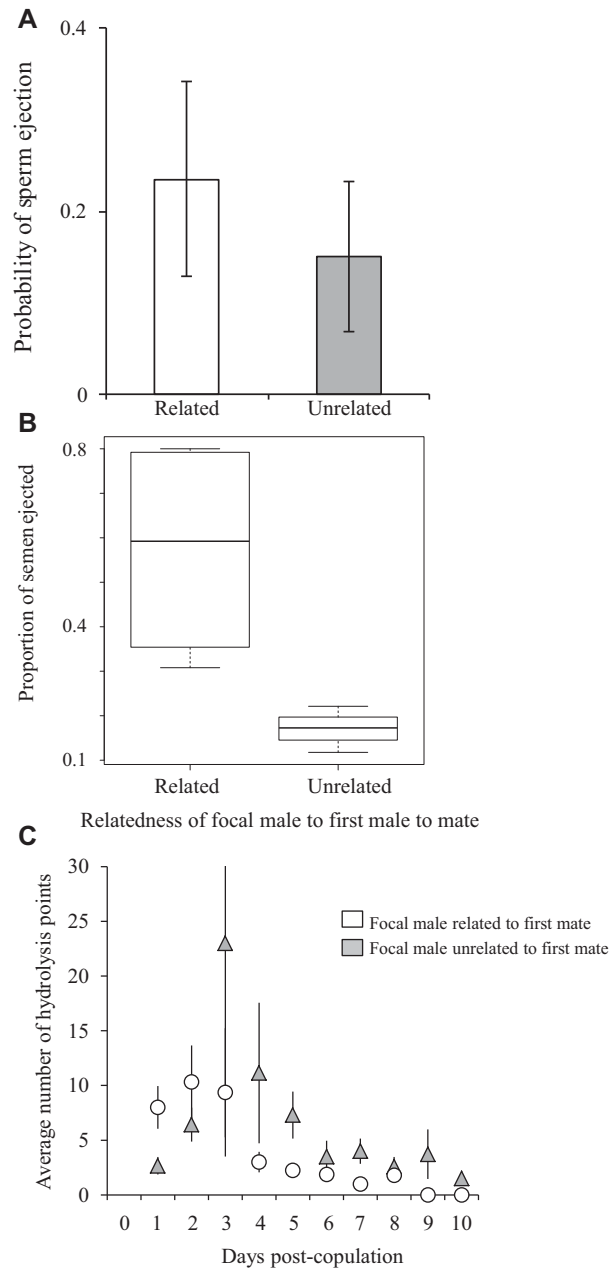 A
0.4
0.2
0
Probability of sperm ejection
Related Unrelated
B
0.8
0.4
0.1
Proportion of semen ejected
Related Unrelated
Relatedness of focal male to first male to mate
C
30
25
20
15
10
5
0
Average number of hydrolysis points
Focal male related to first mate
Focal male unrelated to first mate
0 1 2 3 4 5 6 7 8 9 10
Days post-copulation